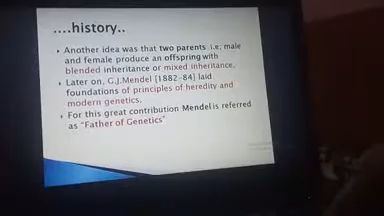 ....history..
Another idea was that two parents i.e. male
and female produce an offspring with
blended inheritance or mixed inheritance.
Later on, G.J.Mendel [1882-84] laid
foundations of principles of heredity and
modern genetics.
For this great contribution Mendel is referred
as "Father of Genetics"